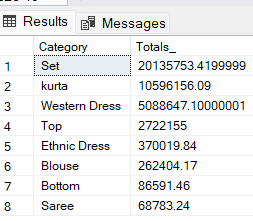 Results Messages
Category Totals_
1 Set 20135753.4199999
2 kurta 10596156.09
3 Western Dress 5088647.10000001
4 Top 2722155
5 Ethnic Dress 370019.84
6 Blouse 262404.17
7 Bottom 86591.46
8 Saree 68783.24